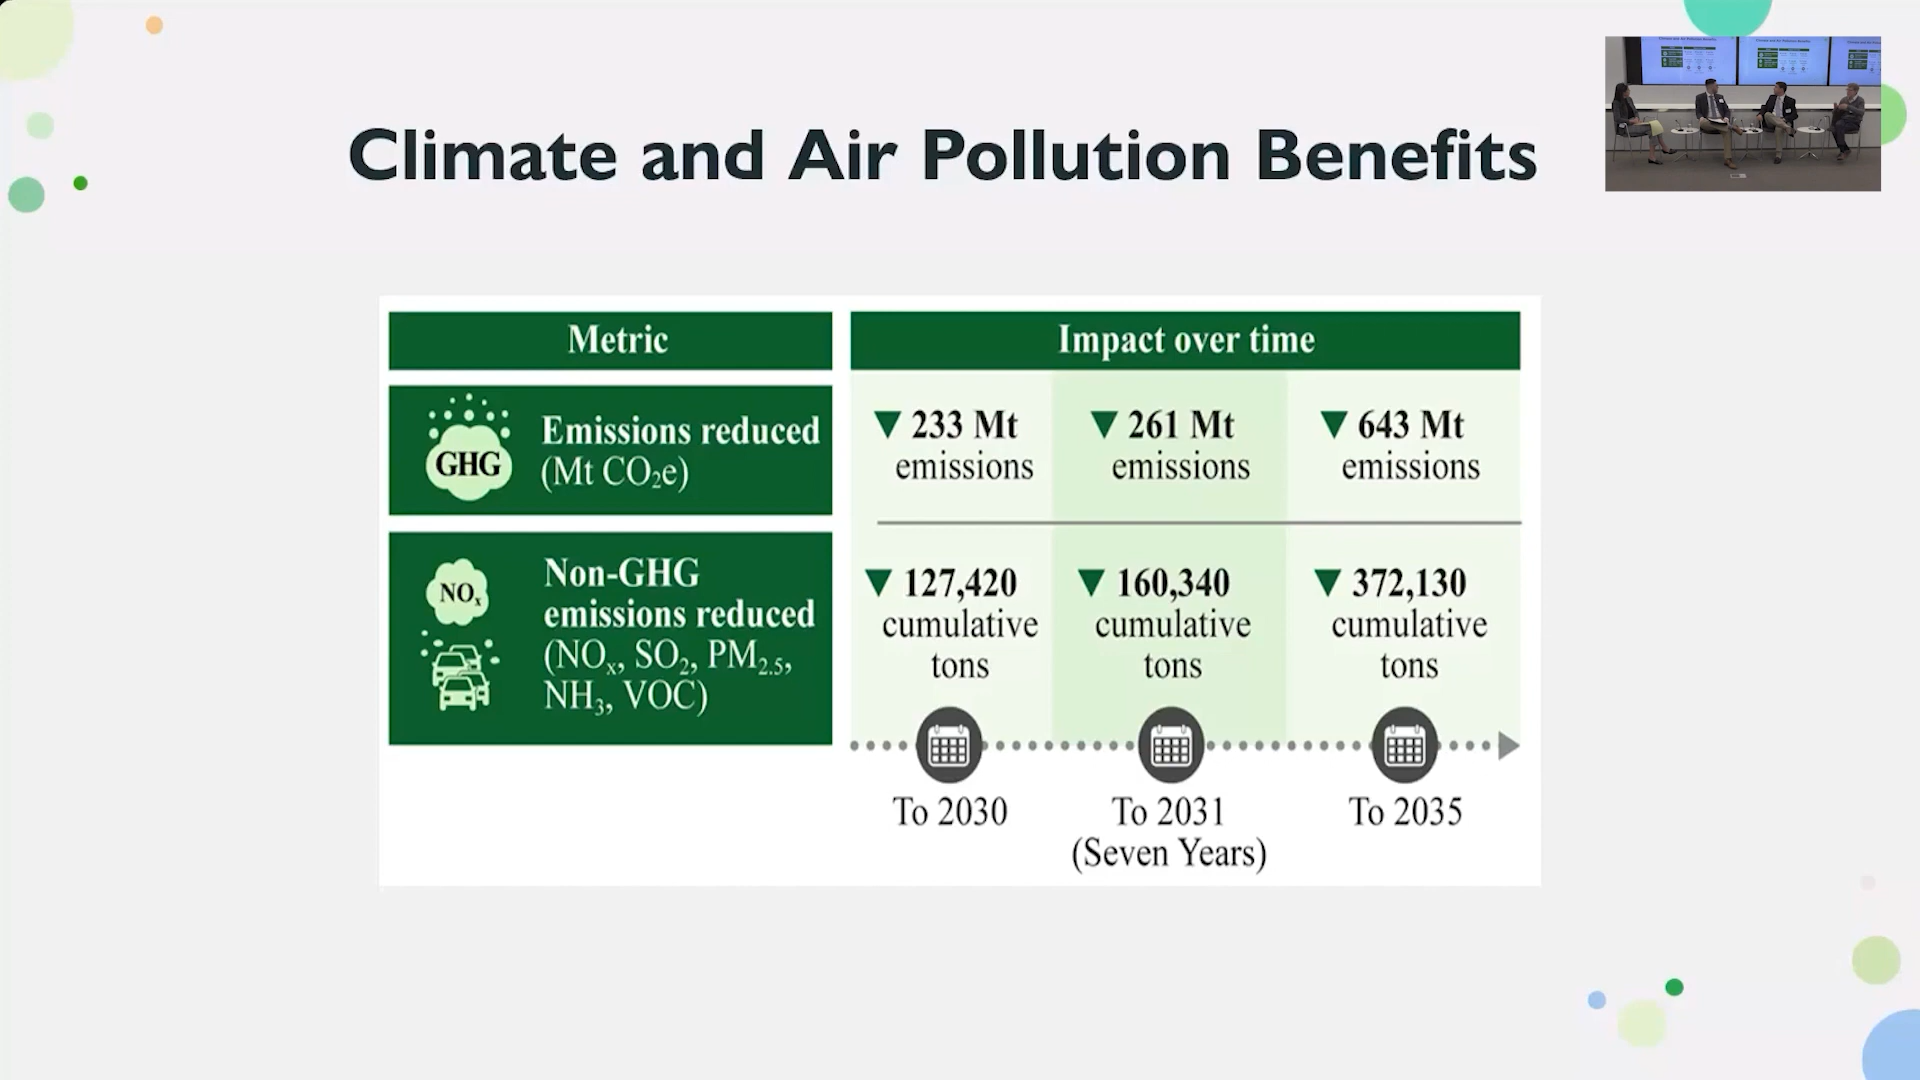 Climate and Air Pollution Benefits
Metric
Impact over time
GHG
Emissions reduced
(Mt CO₂e)
▼ 233 Mt
emissions
▼ 261 Mt
emissions
▼ 643 Mt
emissions
NOₓ
Non-GHG
emissions reduced
(NOₓ, SO₂, PM₂.₅,
NH₃, VOC)
▼ 127,420
cumulative
tons
▼ 160,340
cumulative
tons
▼ 372,130
cumulative
tons
To 2030
To 2031
(Seven Years)
To 2035